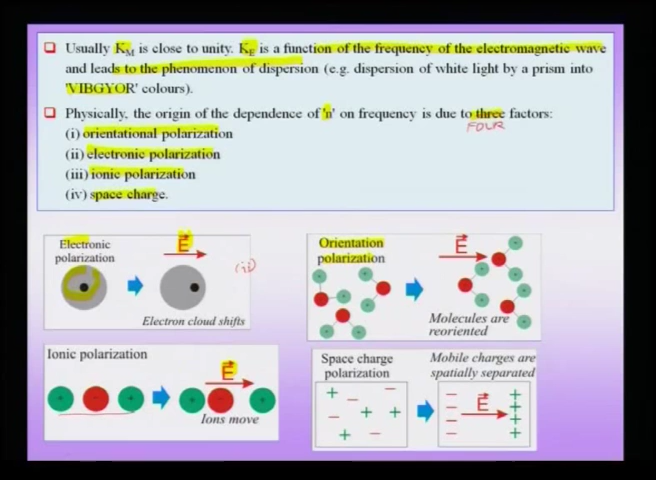 Usually K_M is close to unity. K_E is a function of the frequency of the electromagnetic wave
and leads to the phenomenon of dispersion (e.g. dispersion of white light by a prism into
'VIBGYOR' colours).
Physically, the origin of the dependence of 'n' on frequency is due to three factors:
FOUR
(i) orientational polarization
(ii) electronic polarization
(iii) ionic polarization
(iv) space charge.
Electronic
polarization
E
(ii)
Electron cloud shifts
Orientation
polarization
E
Molecules are
reoriented
Ionic polarization
E
Ions move
Space charge
polarization
Mobile charges are
spatially separated
E